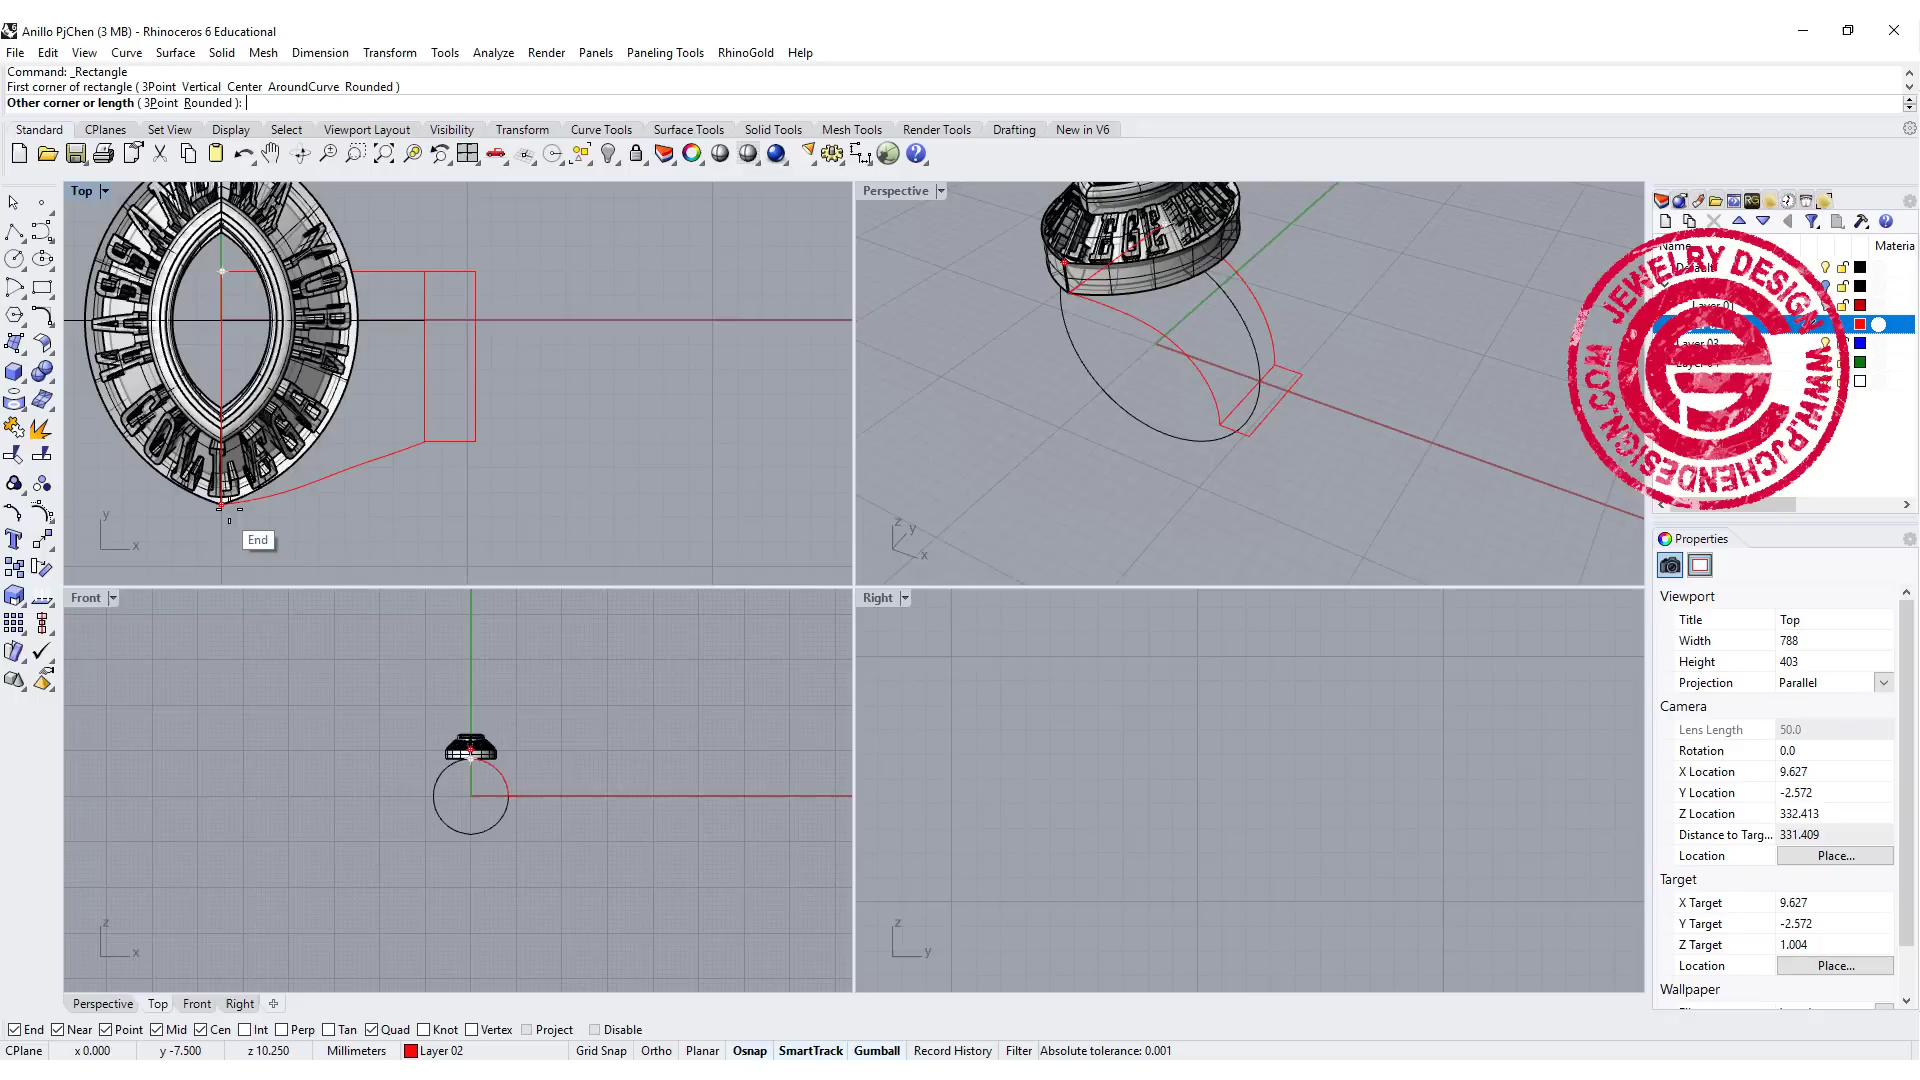 Anillo PjChen (3 MB) - Rhinoceros 6 Educational
File Edit View Curve Surface Solid Mesh Dimension Transform Tools Analyze Render Panels Paneling Tools RhinoGold Help
Command: _Rectangle
First corner of rectangle ( 3Point Vertical Center AroundCurve Rounded )
Other corner or length ( 3Point Rounded ):
Standard CPlanes Set View Display Select Viewport Layout Visibility Transform Curve Tools Surface Tools Solid Tools Mesh Tools Render Tools Drafting New in V6
Top
Perspective
Name Materia
Default
Layer 01
Layer 03
JEWELRY DESIGN
WWW.PJCHENDESIGN.COM
y
x
End
z y
x
Front
Right
z
x
z
y
Properties
Viewport
Title Top
Width 788
Height 403
Projection Parallel
Camera
Lens Length 50.0
Rotation 0.0
X Location 9.627
Y Location -2.572
Z Location 332.413
Distance to Targ... 331.409
Location Place...
Target
X Target 9.627
Y Target -2.572
Z Target 1.004
Location Place...
Wallpaper
Perspective Top Front Right
End Near Point Mid Cen Int Perp Tan Quad Knot Vertex Project Disable
CPlane x 0.000 y -7.500 z 10.250 Millimeters Layer 02 Grid Snap Ortho Planar Osnap SmartTrack Gumball Record History Filter Absolute tolerance: 0.001